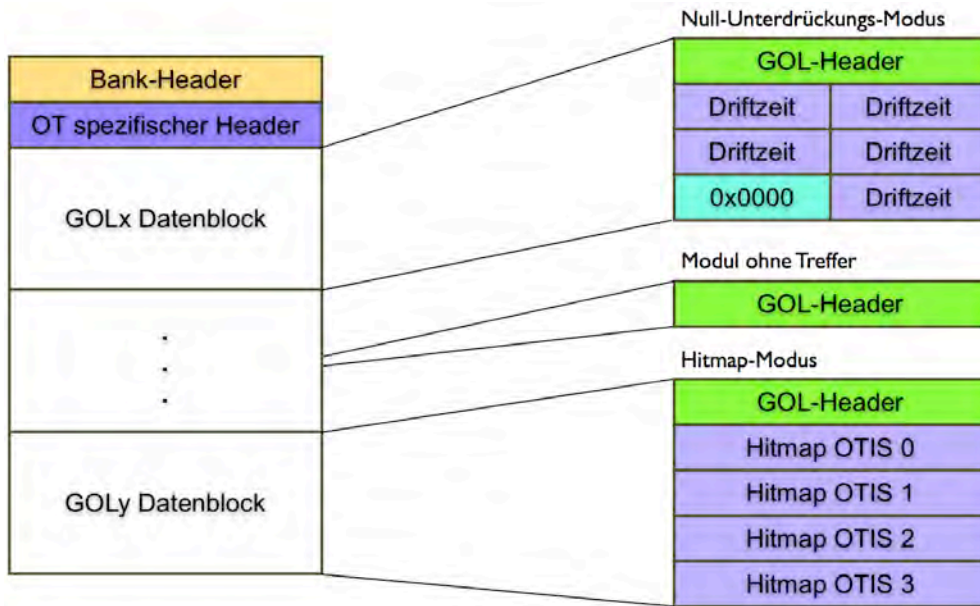 Bank-Header
OT spezifischer Header
GOLx Datenblock
.
.
.
GOLy Datenblock
Null-Unterdrückungs-Modus
GOL-Header
Driftzeit Driftzeit
Driftzeit Driftzeit
0x0000 Driftzeit
Modul ohne Treffer
GOL-Header
Hitmap-Modus
GOL-Header
Hitmap OTIS 0
Hitmap OTIS 1
Hitmap OTIS 2
Hitmap OTIS 3